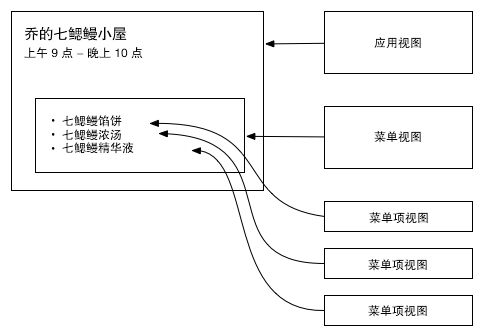 乔的七鳃鳗小屋
上午 9 点 – 晚上 10 点
• 七鳃鳗馅饼
• 七鳃鳗浓汤
• 七鳃鳗精华液
应用视图
菜单视图
菜单项视图
菜单项视图
菜单项视图